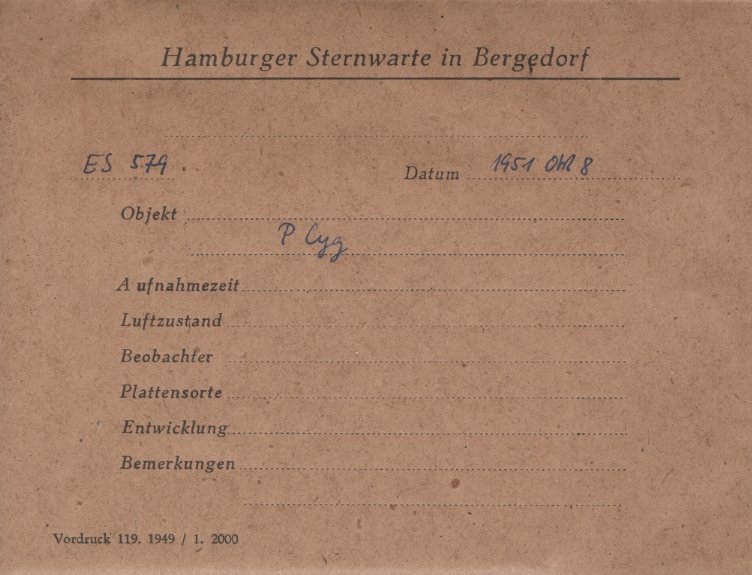 Hamburger Sternwarte in Bergedorf
ES 579. Datum 1951 Okt 8
Objekt
P Cyg
Aufnahmezeit
Luftzustand
Beobachter
Plattensorte
Entwicklung
Bemerkungen
Vordruck 119. 1949 / 1. 2000